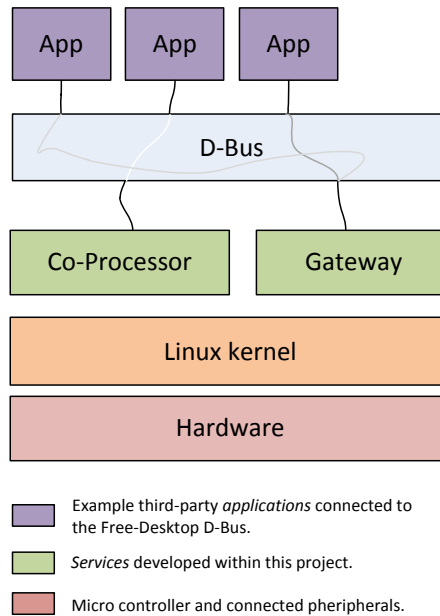 App App App
D-Bus
Co-Processor Gateway
Linux kernel
Hardware
Example third-party applications connected to
the Free-Desktop D-Bus.
Services developed within this project.
Micro controller and connected pheripherals.